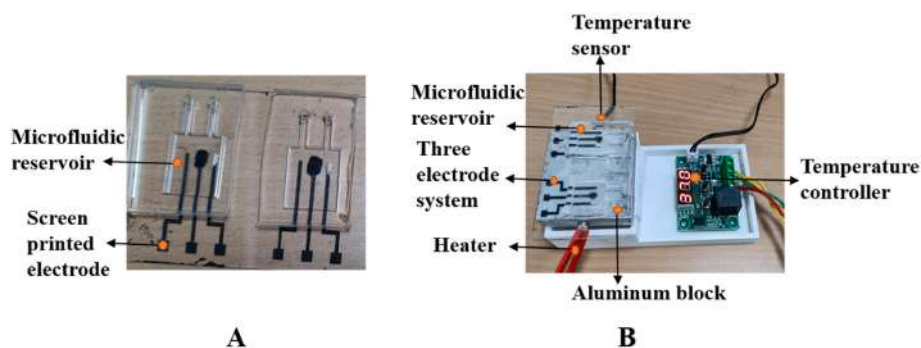 Microfluidic
reservoir
Screen
printed
electrode
A
Temperature
sensor
Microfluidic
reservoir
Three
electrode
system
Heater
Aluminum block
Temperature
controller
B